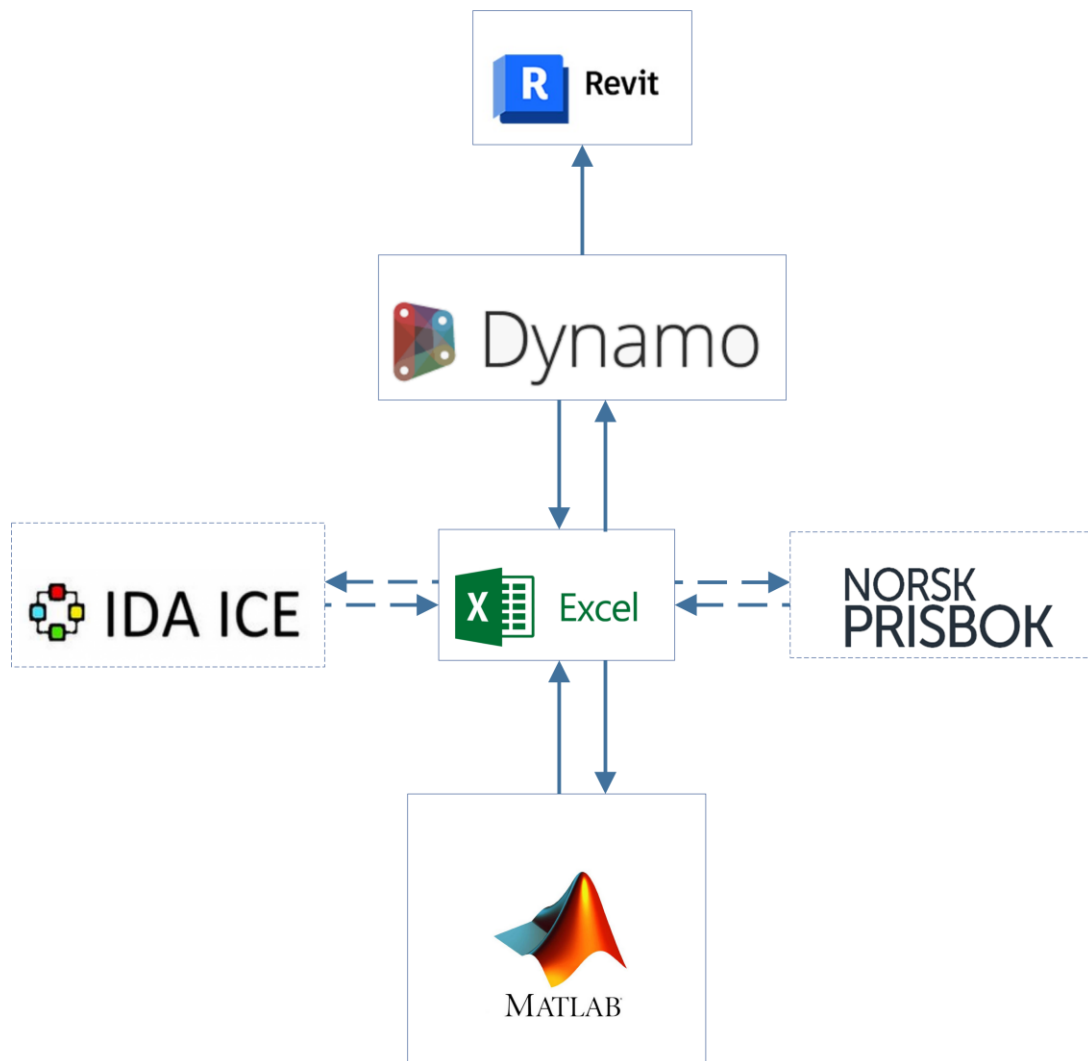 R Revit
Dynamo
IDA ICE
X Excel
NORSK
PRISBOK
MATLAB